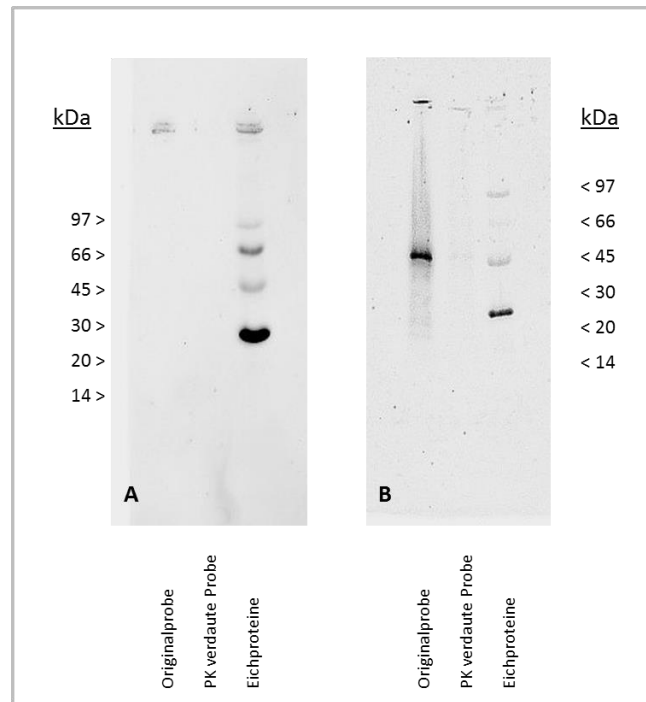 kDa
97 >
66 >
45 >
30 >
20 >
14 >
A
kDa
< 97
< 66
< 45
< 30
< 20
< 14
B
Originalprobe
PK verdaute Probe
Eichproteine
Originalprobe
PK verdaute Probe
Eichproteine